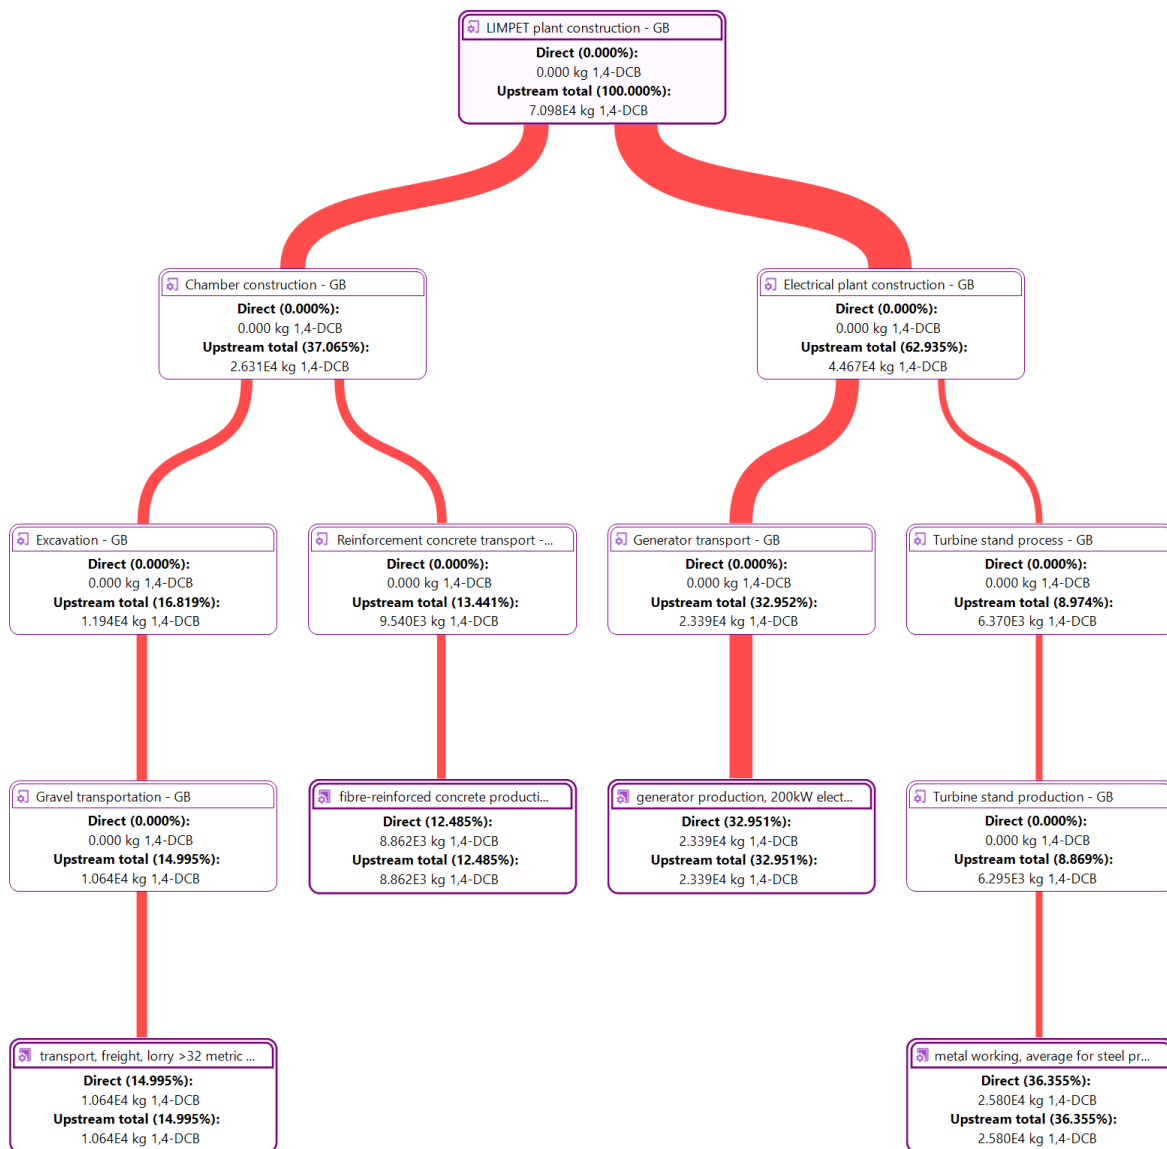 LIMPET plant construction - GB
Direct (0.000%):
0.000 kg 1,4-DCB
Upstream total (100.000%):
7.098E4 kg 1,4-DCB
Chamber construction - GB
Direct (0.000%):
0.000 kg 1,4-DCB
Upstream total (37.065%):
2.631E4 kg 1,4-DCB
Electrical plant construction - GB
Direct (0.000%):
0.000 kg 1,4-DCB
Upstream total (62.935%):
4.467E4 kg 1,4-DCB
Excavation - GB
Direct (0.000%):
0.000 kg 1,4-DCB
Upstream total (16.819%):
1.194E4 kg 1,4-DCB
Reinforcement concrete transport -...
Direct (0.000%):
0.000 kg 1,4-DCB
Upstream total (13.441%):
9.540E3 kg 1,4-DCB
Generator transport - GB
Direct (0.000%):
0.000 kg 1,4-DCB
Upstream total (32.952%):
2.339E4 kg 1,4-DCB
Turbine stand process - GB
Direct (0.000%):
0.000 kg 1,4-DCB
Upstream total (8.974%):
6.370E3 kg 1,4-DCB
Gravel transportation - GB
Direct (0.000%):
0.000 kg 1,4-DCB
Upstream total (14.995%):
1.064E4 kg 1,4-DCB
fibre-reinforced concrete producti...
Direct (12.485%):
8.862E3 kg 1,4-DCB
Upstream total (12.485%):
8.862E3 kg 1,4-DCB
generator production, 200kW elect...
Direct (32.951%):
2.339E4 kg 1,4-DCB
Upstream total (32.951%):
2.339E4 kg 1,4-DCB
Turbine stand production - GB
Direct (0.000%):
0.000 kg 1,4-DCB
Upstream total (8.869%):
6.295E3 kg 1,4-DCB
transport, freight, lorry >32 metric ...
Direct (14.995%):
1.064E4 kg 1,4-DCB
Upstream total (14.995%):
1.064E4 kg 1,4-DCB
metal working, average for steel pr...
Direct (36.355%):
2.580E4 kg 1,4-DCB
Upstream total (36.355%):
2.580E4 kg 1,4-DCB